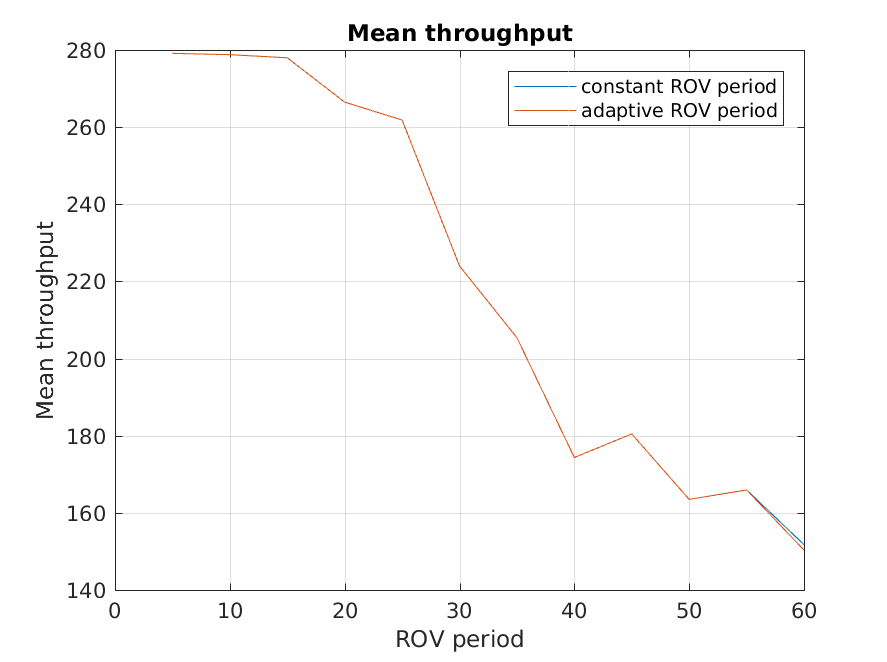 Mean throughput
280
constant ROV period
adaptive ROV period
260
240
220
200
180
160
140
Mean throughput
0 10 20 30 40 50 60
ROV period